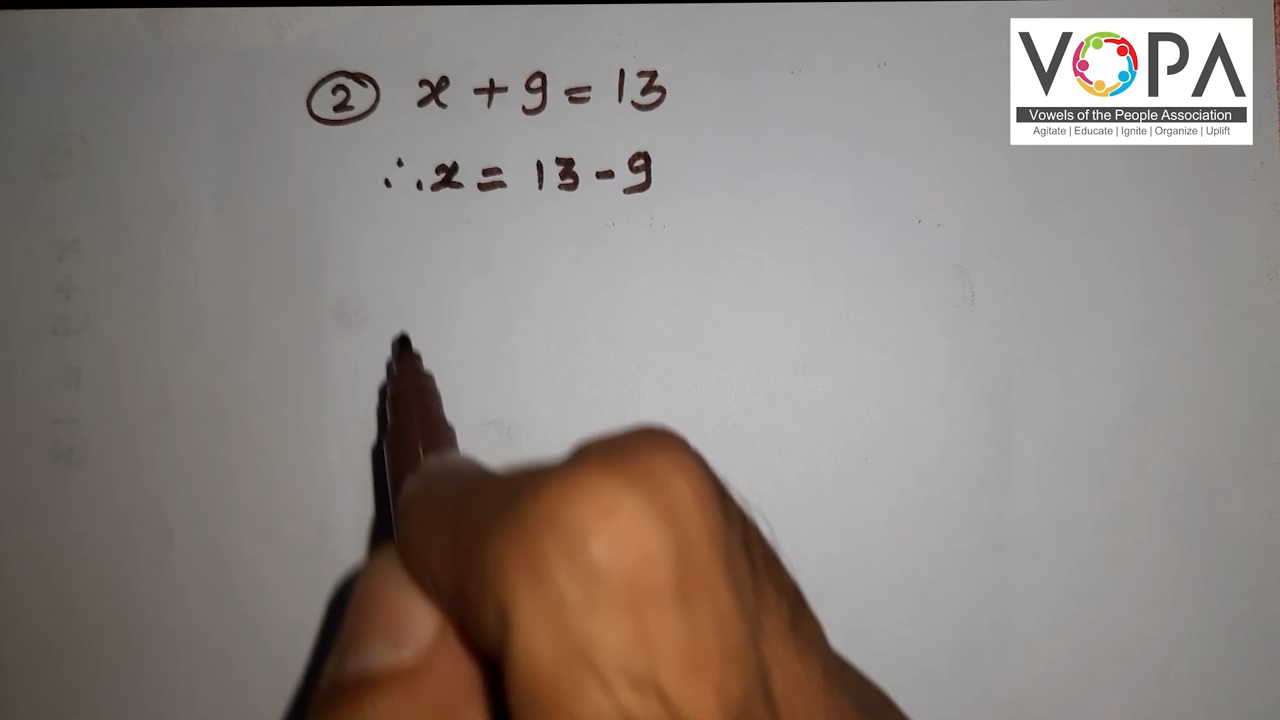 ② x + 9 = 13
∴ x = 13 - 9
VOPA
Vowels of the People Association
Agitate | Educate | Ignite | Organize | Uplift